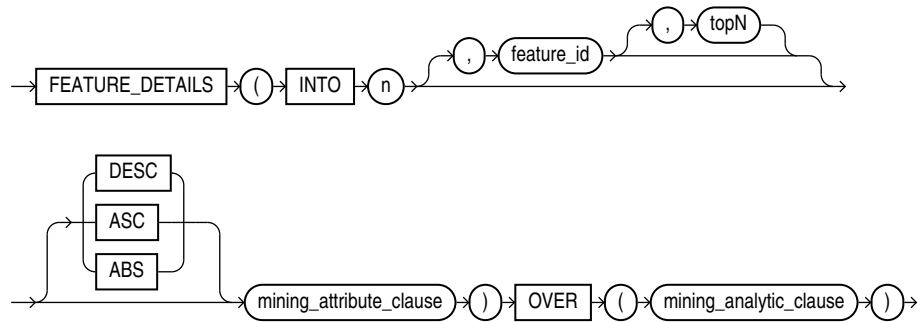 , topN
, feature_id
FEATURE_DETAILS ( INTO n
DESC
ASC
ABS
mining_attribute_clause ) OVER ( mining_analytic_clause )